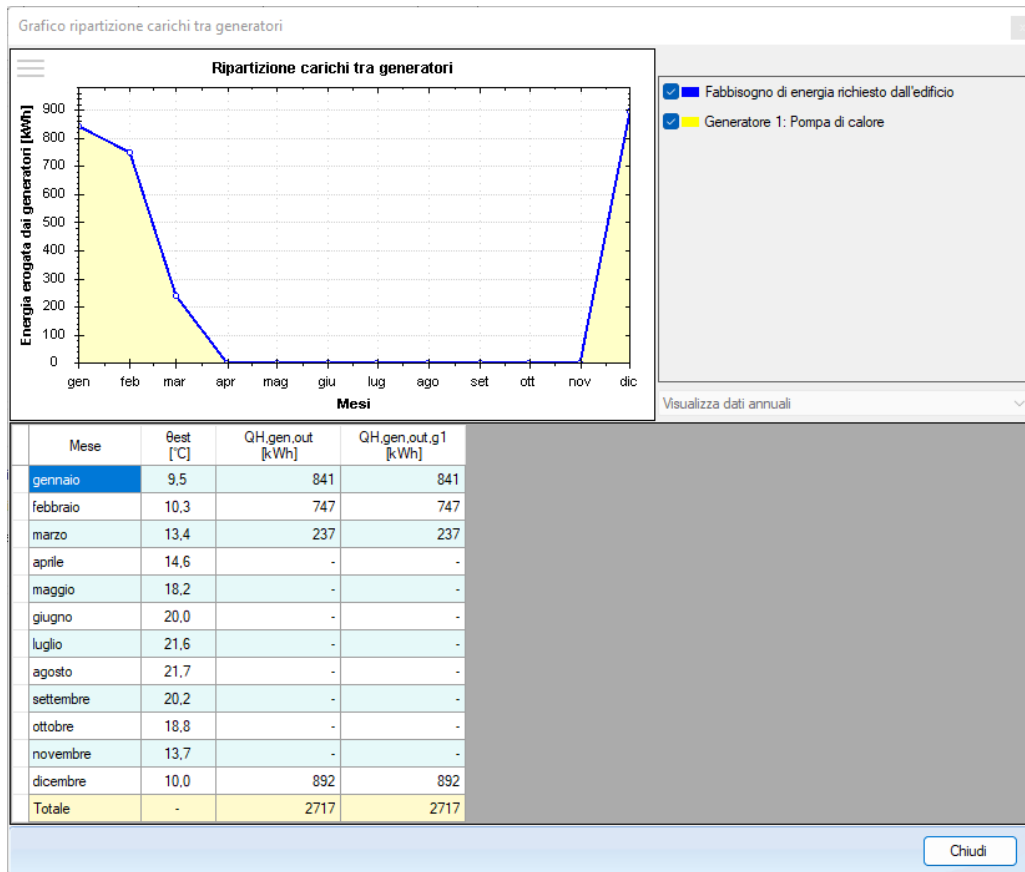 Grafico ripartizione carichi tra generatori
Ripartizione carichi tra generatori
Energia erogata dai generatori [kWh]
900
800
700
600
500
400
300
200
100
0
gen feb mar apr mag giu lug ago set ott nov dic
Mesi
Fabbisogno di energia richiesto dall'edificio
Generatore 1: Pompa di calore
Visualizza dati annuali
Mese θest [°C] QH,gen,out [kWh] QH,gen,out,g1 [kWh]
gennaio 9,5 841 841
febbraio 10,3 747 747
marzo 13,4 237 237
aprile 14,6 - -
maggio 18,2 - -
giugno 20,0 - -
luglio 21,6 - -
agosto 21,7 - -
settembre 20,2 - -
ottobre 18,8 - -
novembre 13,7 - -
dicembre 10,0 892 892
Totale - 2717 2717
Chiudi